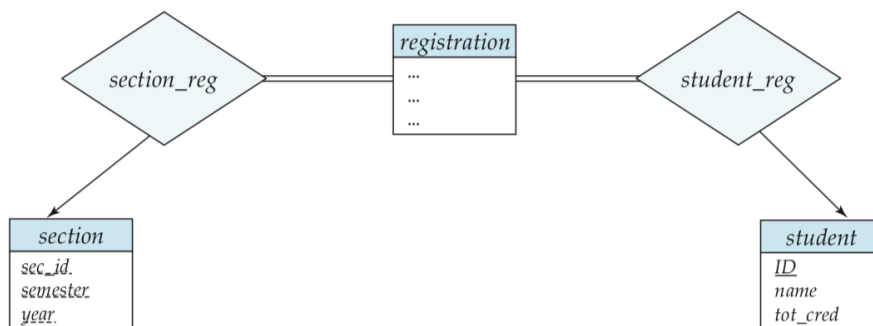 section_reg
registration
...
...
...
student_reg
section
sec_id
semester
year
student
ID
name
tot_cred